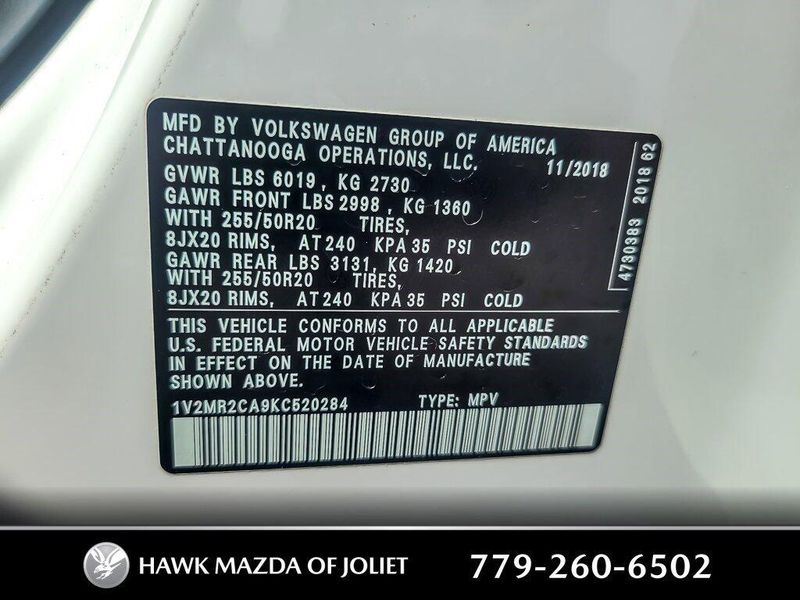 MFD BY VOLKSWAGEN GROUP OF AMERICA
CHATTANOOGA OPERATIONS, LLC. 11/2018
GVWR LBS 6019, KG 2730
GAWR FRONT LBS 2998, KG 1360
WITH 255/50R20 TIRES,
8JX20 RIMS, AT 240 KPA 35 PSI COLD
GAWR REAR LBS 3131, KG 1420
WITH 255/50R20 TIRES,
8JX20 RIMS, AT 240 KPA 35 PSI COLD
THIS VEHICLE CONFORMS TO ALL APPLICABLE
U.S. FEDERAL MOTOR VEHICLE SAFETY STANDARDS
IN EFFECT ON THE DATE OF MANUFACTURE
SHOWN ABOVE.
1V2MR2CA9KC520284 TYPE: MPV
4730383 2018 62
HAWK MAZDA OF JOLIET 779-260-6502